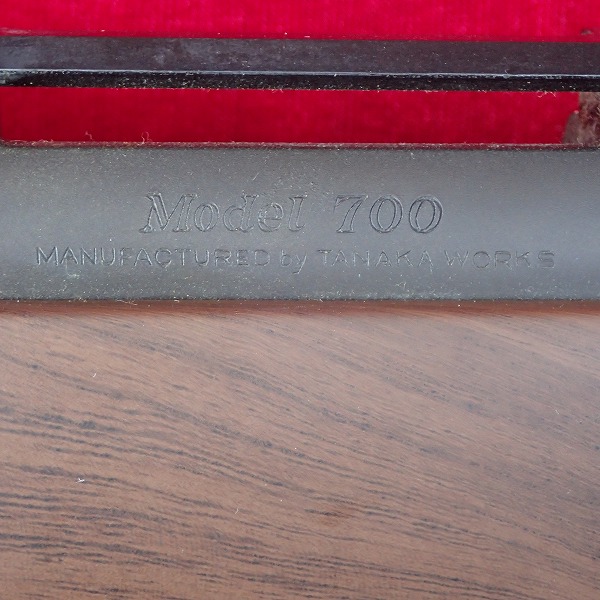 Model 700
MANUFACTURED by TANAKA WORKS